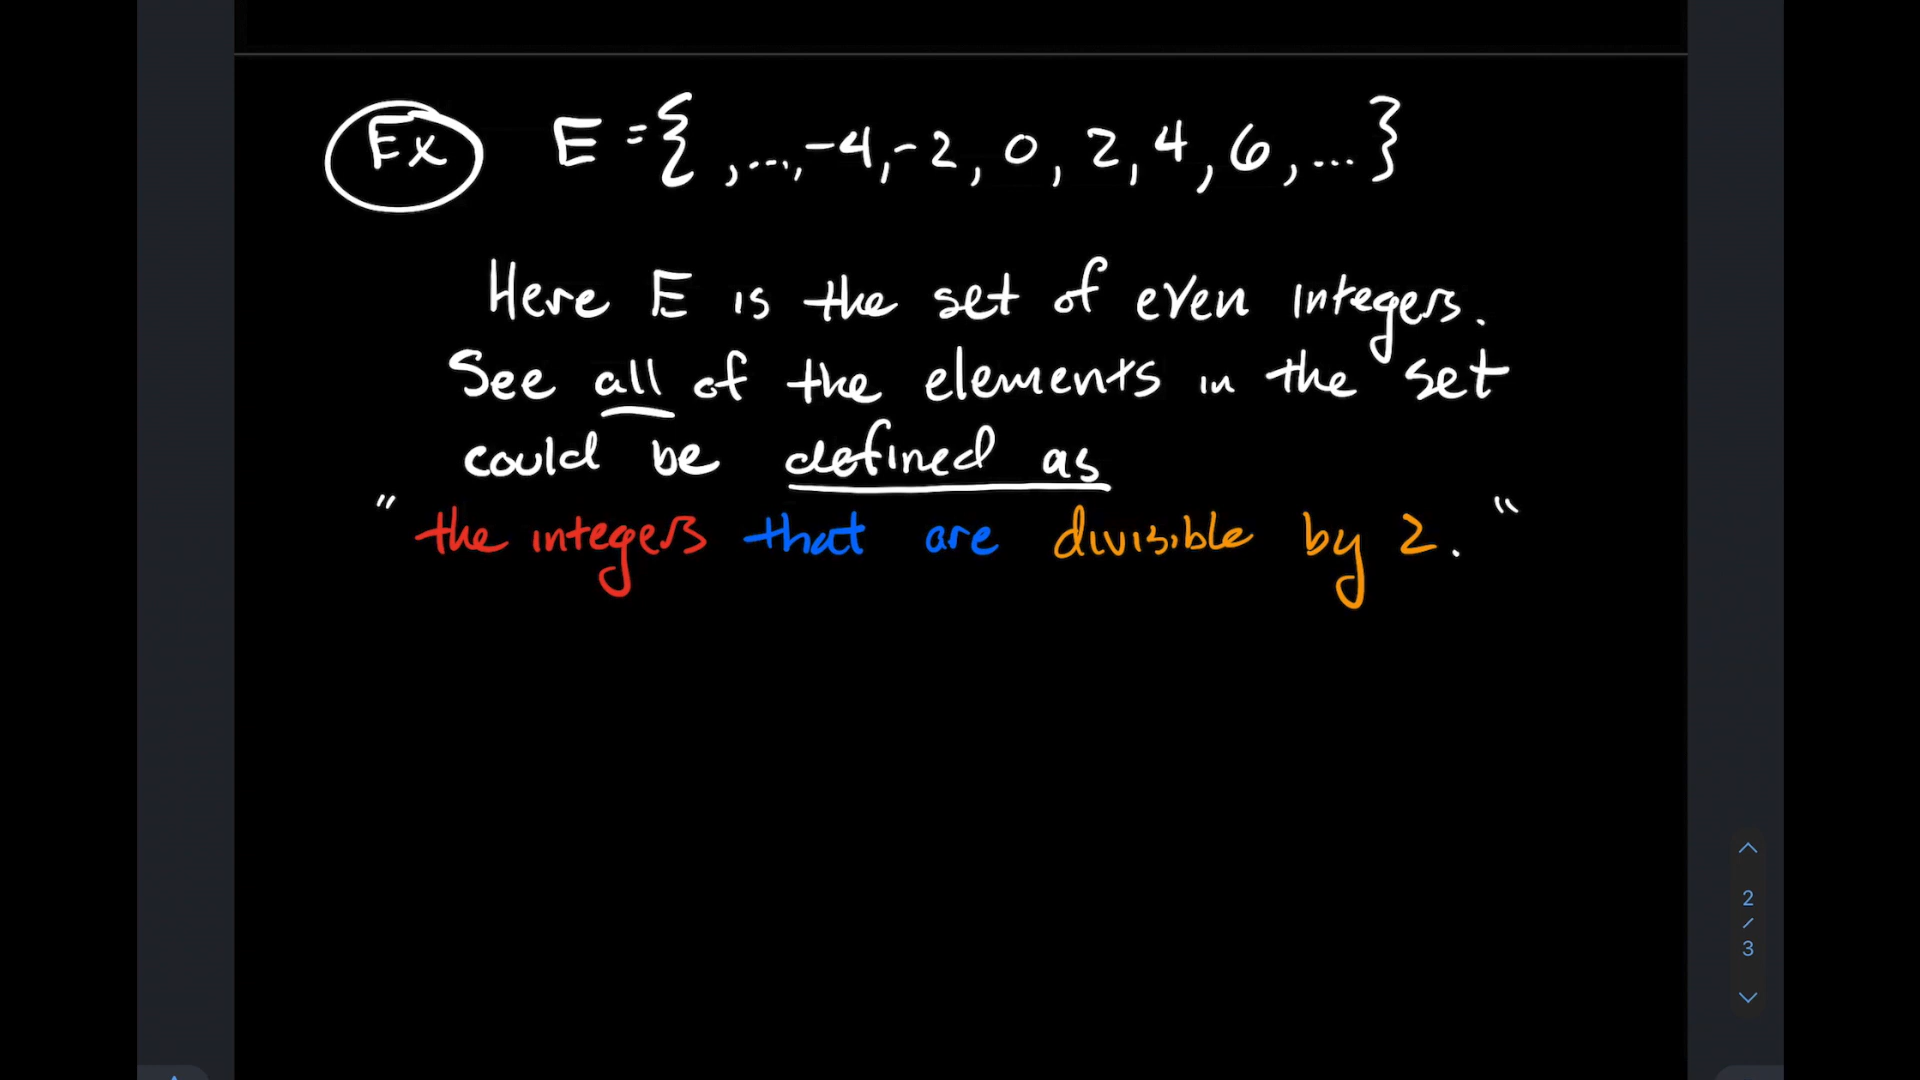 Ex E = { , ..., -4, -2, 0, 2, 4, 6, ... }
Here E is the set of even integers.
See all of the elements in the set
could be defined as
"the integers that are divisible by 2."
2
/
3